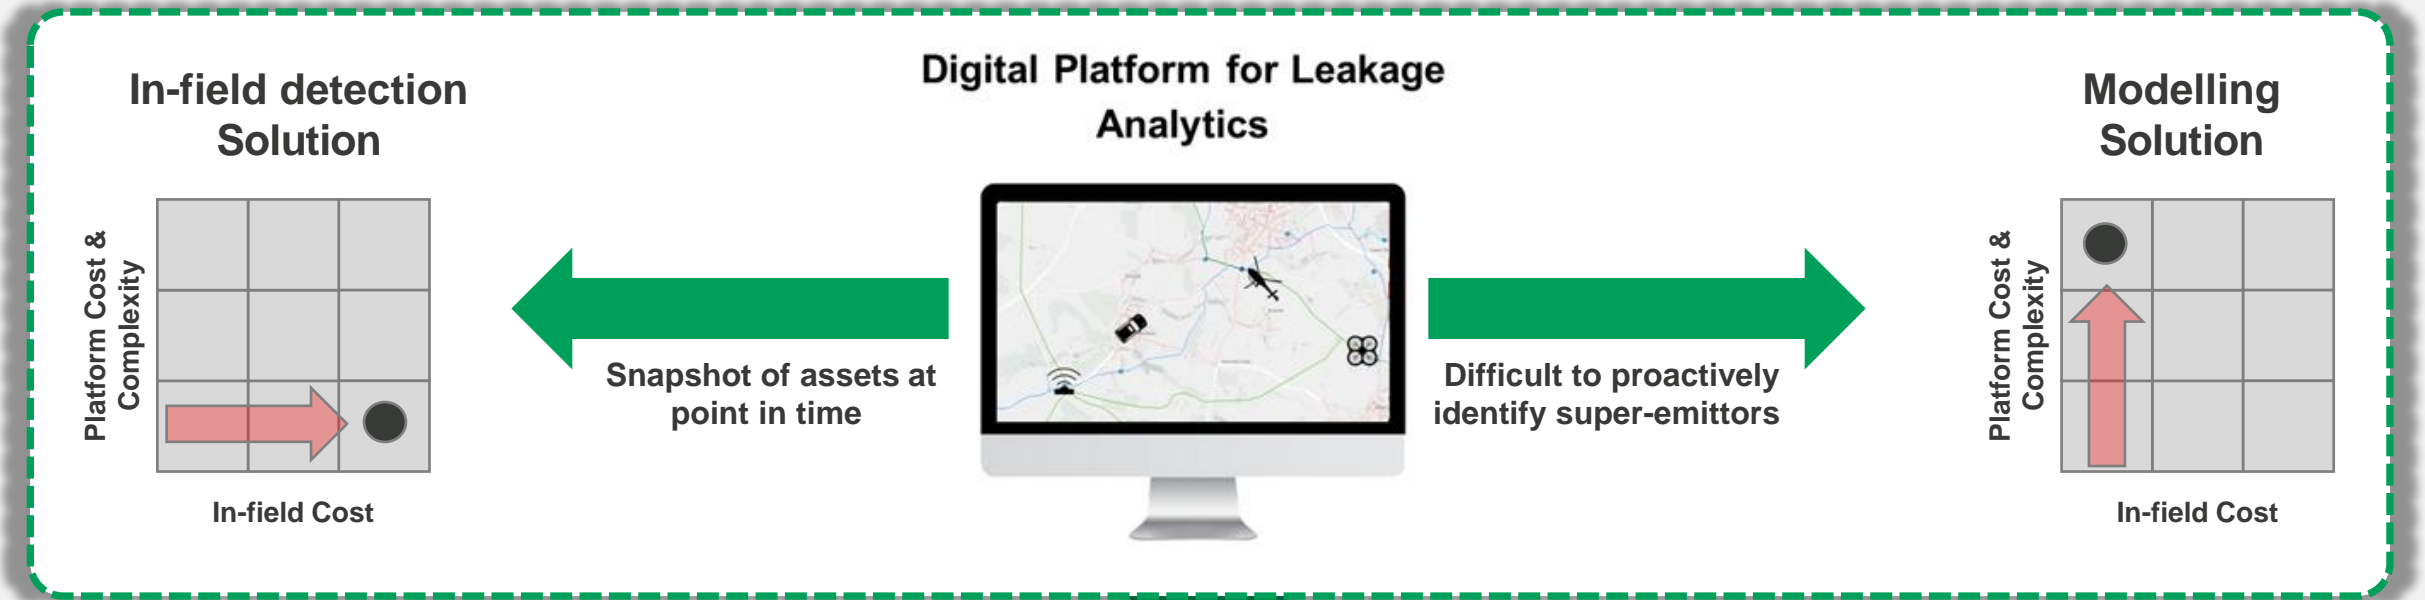 In-field detection
Solution
Platform Cost &
Complexity
In-field Cost
Digital Platform for Leakage
Analytics
Snapshot of assets at
point in time
Difficult to proactively
identify super-emittors
Modelling
Solution
Platform Cost &
Complexity
In-field Cost